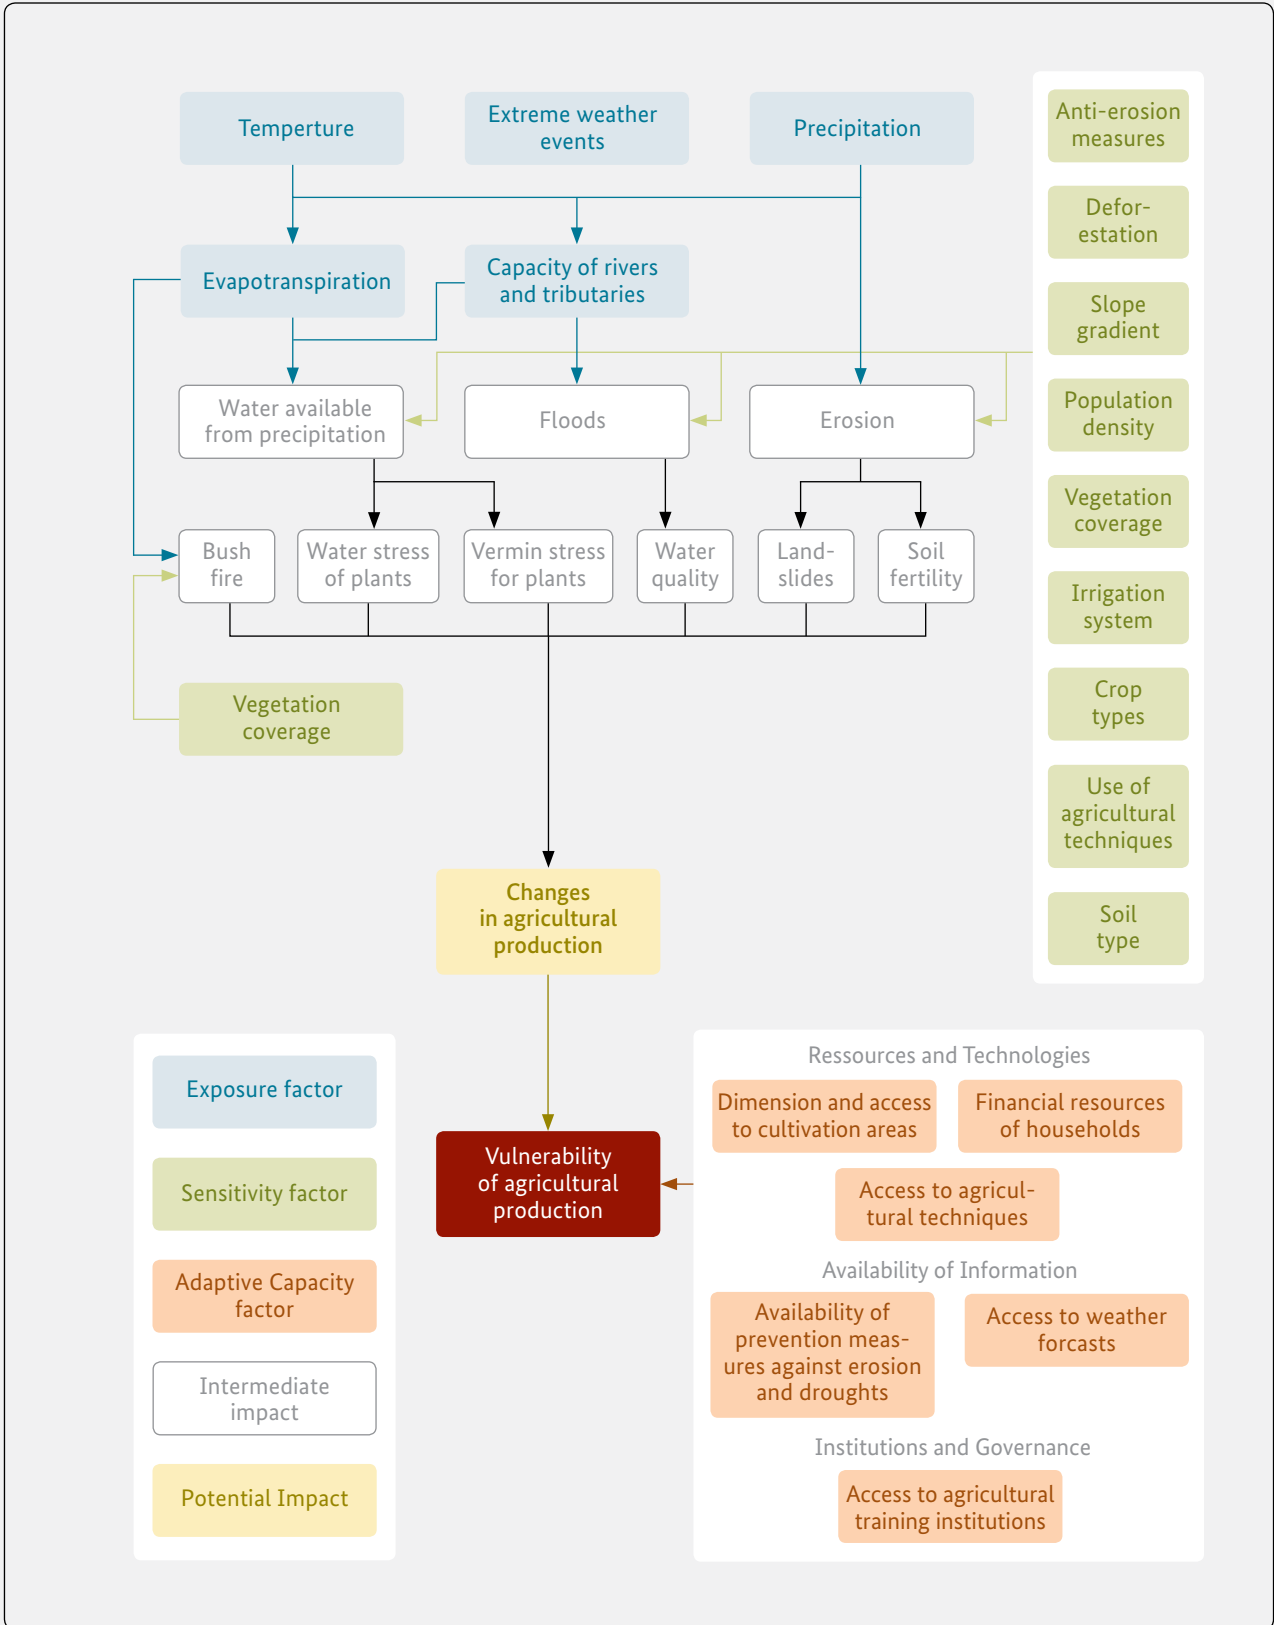 Temperture
Extreme weather
events
Precipitation
Evapotranspiration
Capacity of rivers
and tributaries
Water available
from precipitation
Floods
Erosion
Bush
fire
Water stress
of plants
Vermin stress
for plants
Water
quality
Land-
slides
Soil
fertility
Vegetation
coverage
Anti-erosion
measures
Defor-
estation
Slope
gradient
Population
density
Vegetation
coverage
Irrigation
system
Crop
types
Use of
agricultural
techniques
Soil
type
Changes
in agricultural
production
Vulnerability
of agricultural
production
Exposure factor
Sensitivity factor
Adaptive Capacity
factor
Intermediate
impact
Potential Impact
Ressources and Technologies
Dimension and access
to cultivation areas
Financial resources
of households
Access to agricul-
tural techniques
Availability of Information
Availability of
prevention meas-
ures against erosion
and droughts
Access to weather
forcasts
Institutions and Governance
Access to agricultural
training institutions